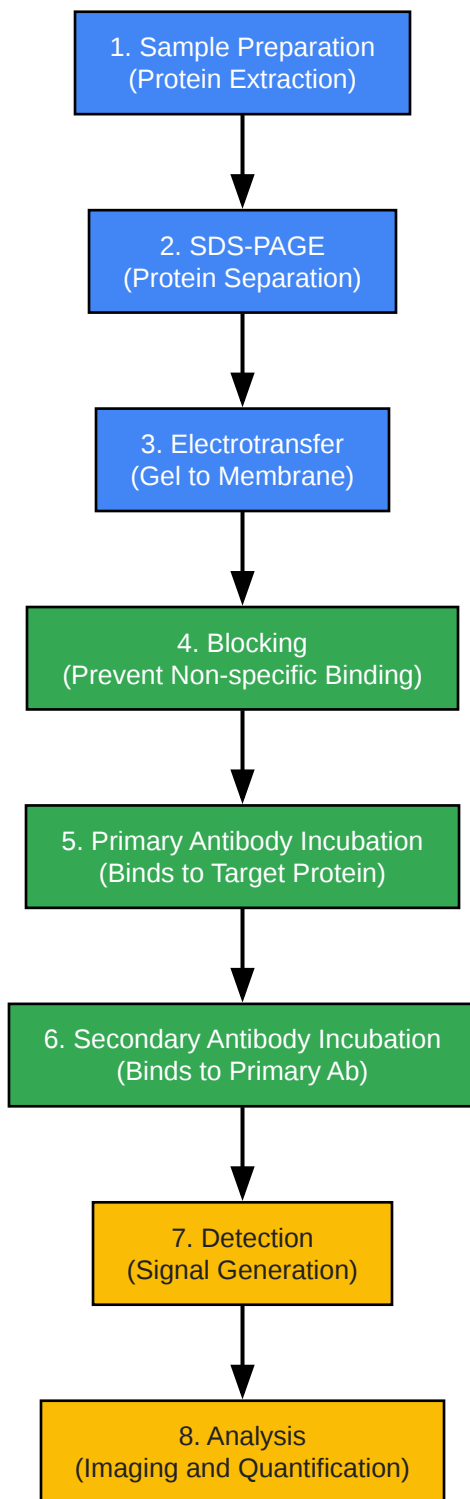 1. Sample Preparation
(Protein Extraction)
2. SDS-PAGE
(Protein Separation)
3. Electrotransfer
(Gel to Membrane)
4. Blocking
(Prevent Non-specific Binding)
5. Primary Antibody Incubation
(Binds to Target Protein)
6. Secondary Antibody Incubation
(Binds to Primary Ab)
7. Detection
(Signal Generation)
8. Analysis
(Imaging and Quantification)